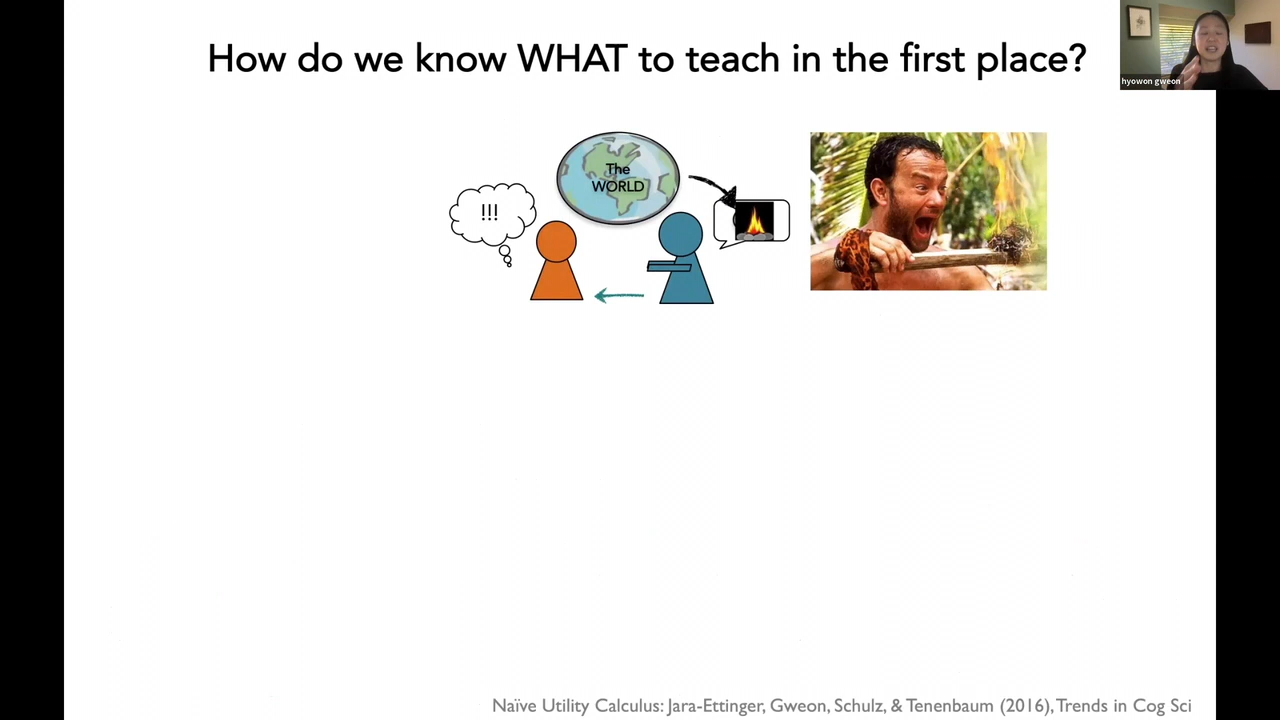 How do we know WHAT to teach in the first place?
hyowon gweon
The
WORLD
!!!
Naïve Utility Calculus: Jara-Ettinger, Gweon, Schulz, & Tenenbaum (2016), Trends in Cog Sci